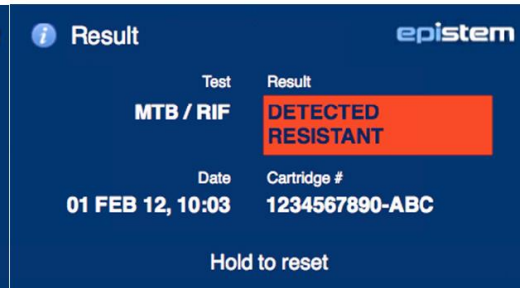 Result
epistem
Test Result
MTB / RIF DETECTED
RESISTANT
Date Cartridge #
01 FEB 12, 10:03 1234567890-ABC
Hold to reset